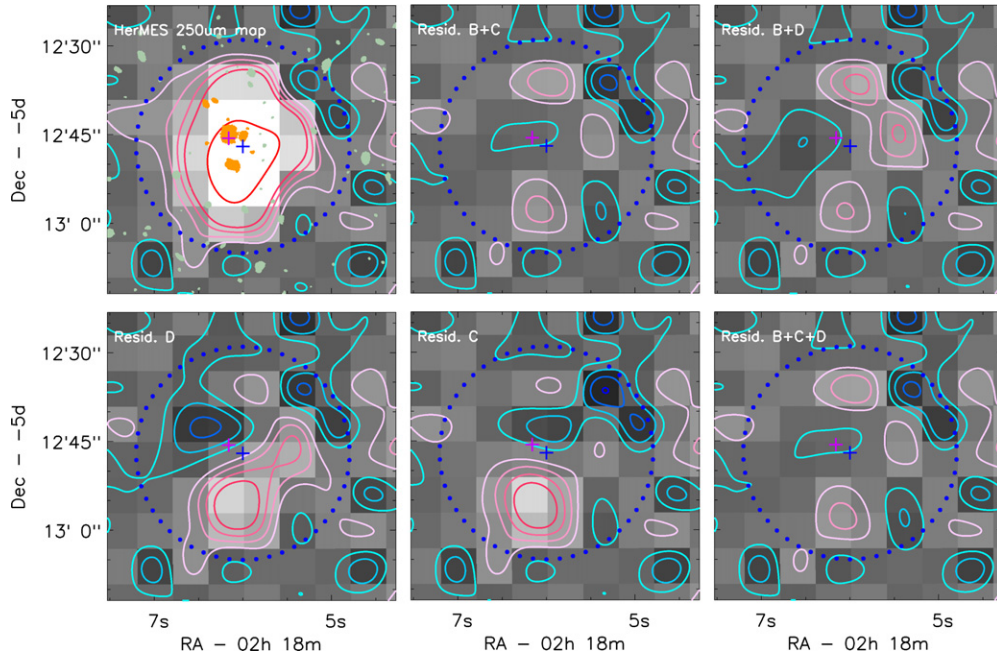 HerMES 250um map
Resid. B+C
Resid. B+D
12'30''
12'45''
13' 0''
Dec - -5d
Resid. D
Resid. C
Resid. B+C+D
12'30''
12'45''
13' 0''
Dec - -5d
7s
5s
7s
5s
7s
5s
RA - 02h 18m
RA - 02h 18m
RA - 02h 18m